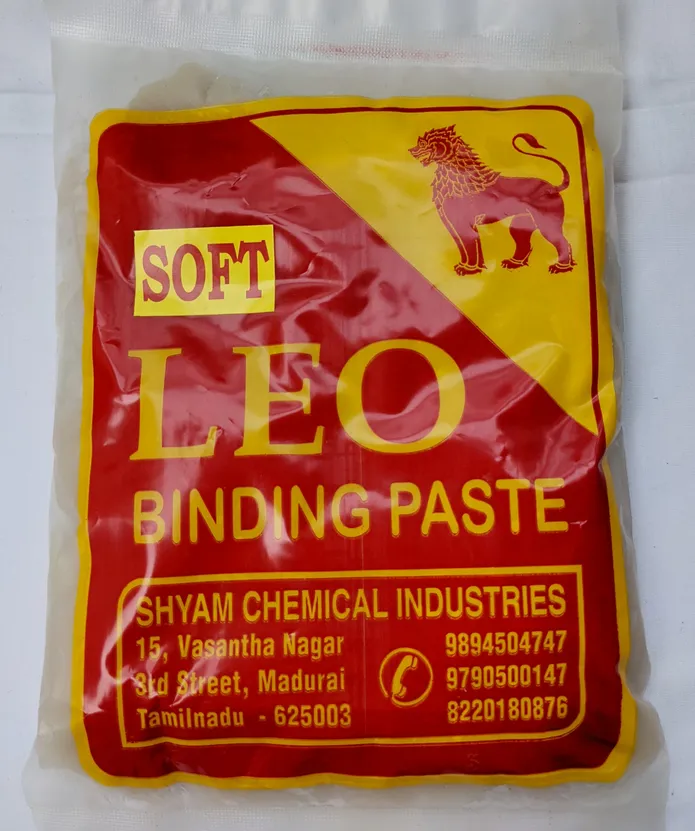 SOFT
LEO
BINDING PASTE
SHYAM CHEMICAL INDUSTRIES
15, Vasantha Nagar
3rd Street, Madurai
Tamilnadu - 625003
9894504747
9790500147
8220180876